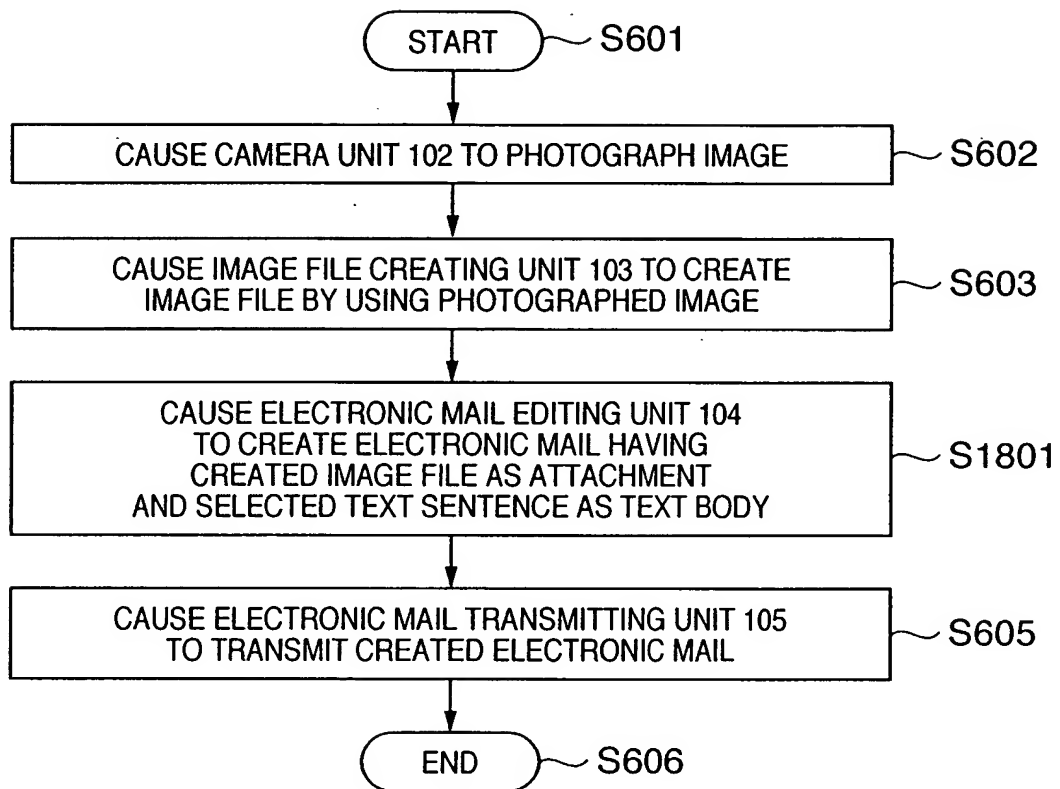 START S601
CAUSE CAMERA UNIT 102 TO PHOTOGRAPH IMAGE S602
CAUSE IMAGE FILE CREATING UNIT 103 TO CREATE
IMAGE FILE BY USING PHOTOGRAPHED IMAGE
S603
CAUSE ELECTRONIC MAIL EDITING UNIT 104
TO CREATE ELECTRONIC MAIL HAVING
CREATED IMAGE FILE AS ATTACHMENT
AND SELECTED TEXT SENTENCE AS TEXT BODY
S1801
CAUSE ELECTRONIC MAIL TRANSMITTING UNIT 105
TO TRANSMIT CREATED ELECTRONIC MAIL
S605
END S606